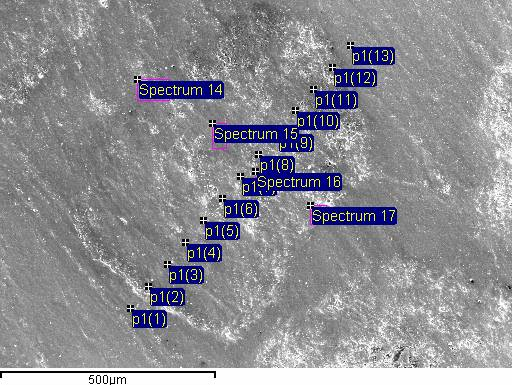 p1(13)
p1(12)
Spectrum 14
p1(11)
p1(10)
Spectrum 15
p1(9)
p1(8)
Spectrum 16
p1(6)
Spectrum 17
p1(5)
p1(4)
p1(3)
p1(2)
p1(1)
500µm